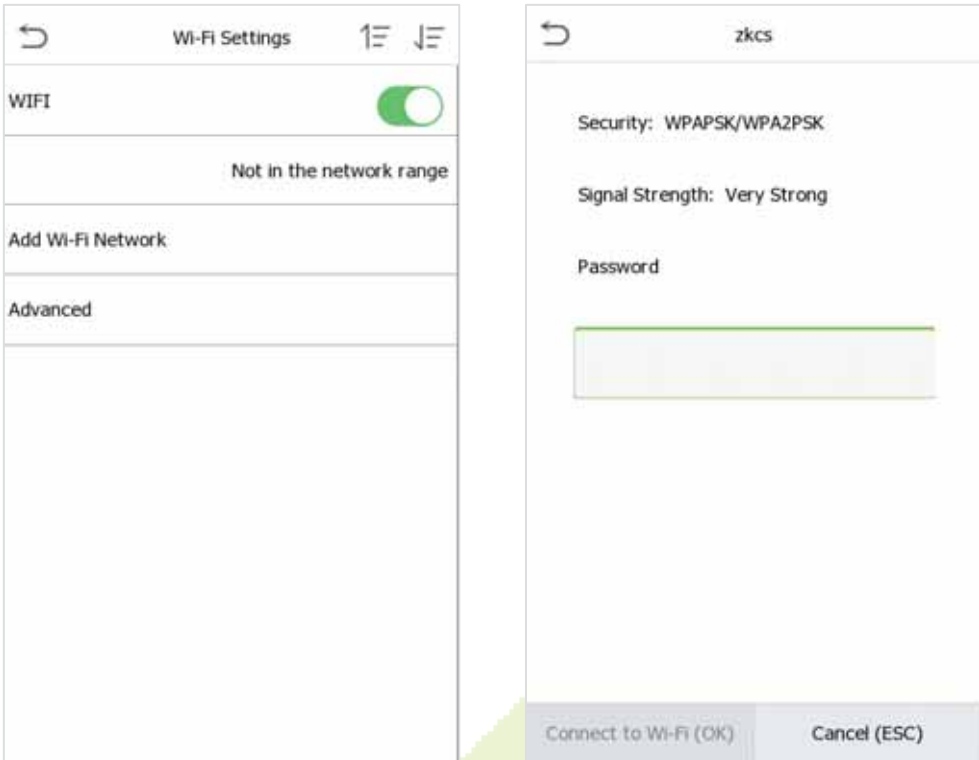 Wi-Fi Settings
WIFI
Not in the network range
Add Wi-Fi Network
Advanced
zkcs
Security: WPAPSK/WPA2PSK
Signal Strength: Very Strong
Password
Connect to Wi-Fi (OK)
Cancel (ESC)